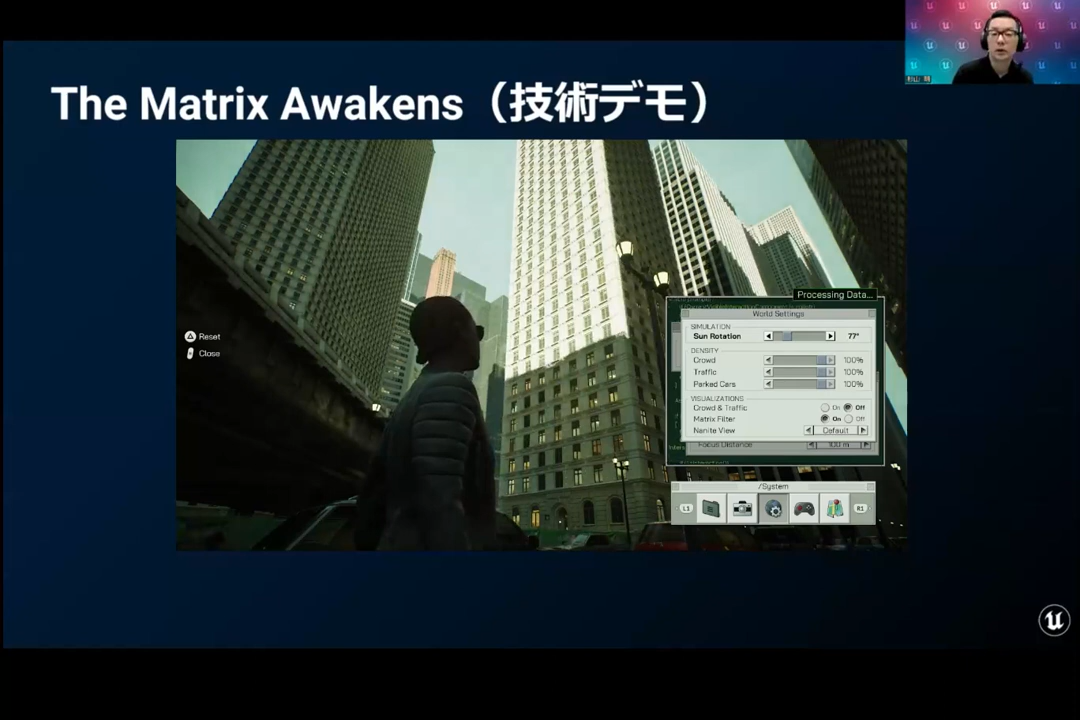 The Matrix Awakens（技術デモ）
Reset
Close
Processing Data...
World Settings
SIMULATION
Sun Rotation 77°
DENSITY
Crowd 100%
Traffic 100%
Parked Cars 100%
VISUALIZATIONS
Crowd & Traffic On Off
Matrix Filter On Off
Nanite View Default
Focus Distance 100 m
/System
L1
R1